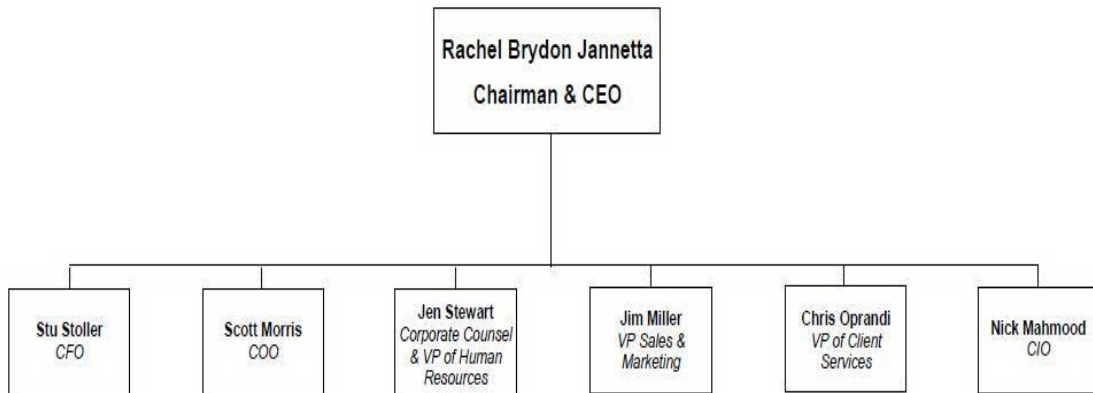 Rachel Brydon Jannetta
Chairman & CEO
Stu Stoller
CFO
Scott Morris
COO
Jen Stewart
Corporate Counsel
& VP of Human
Resources
Jim Miller
VP Sales &
Marketing
Chris Oprandi
VP of Client
Services
Nick Mahmood
CIO